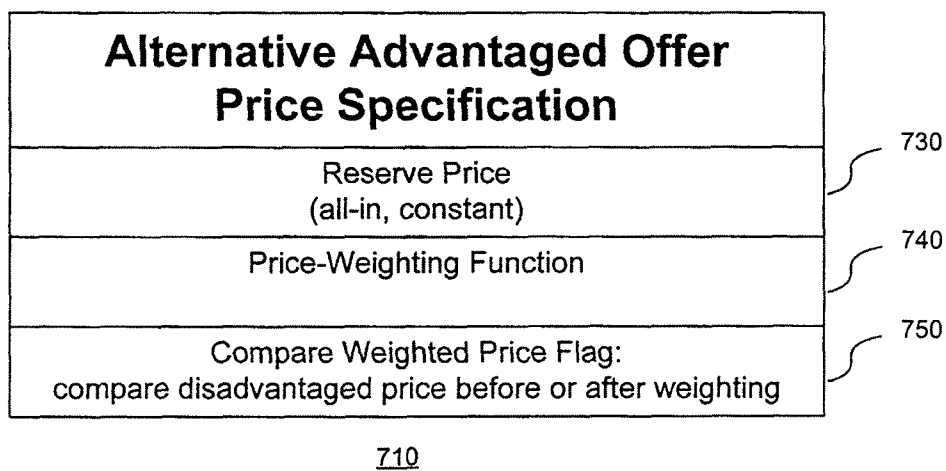 Alternative Advantaged Offer
Price Specification
730
Reserve Price
(all-in, constant)
740
Price-Weighting Function
750
Compare Weighted Price Flag:
compare disadvantaged price before or after weighting
710